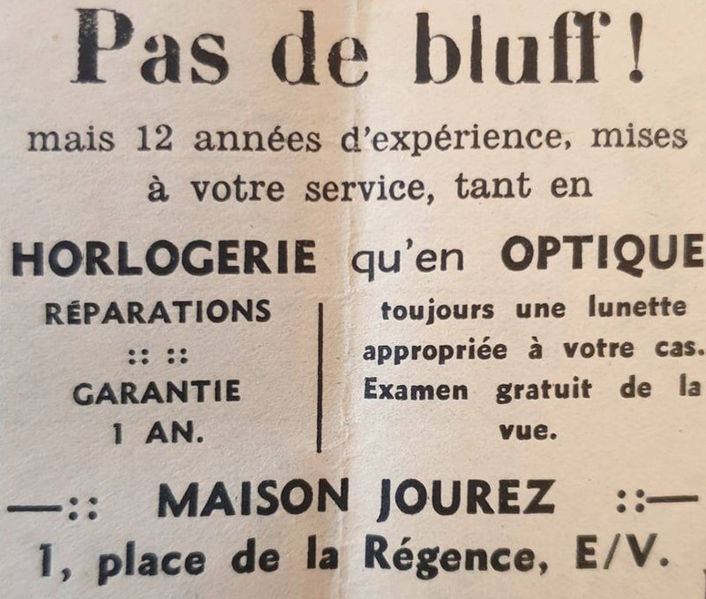 Pas de bluff !
mais 12 années d'expérience, mises
à votre service, tant en
HORLOGERIE qu'en OPTIQUE
RÉPARATIONS
:: ::
GARANTIE
1 AN.
toujours une lunette
appropriée à votre cas.
Examen gratuit de la
vue.
—:: MAISON JOUREZ ::—
1, place de la Régence, E/V.